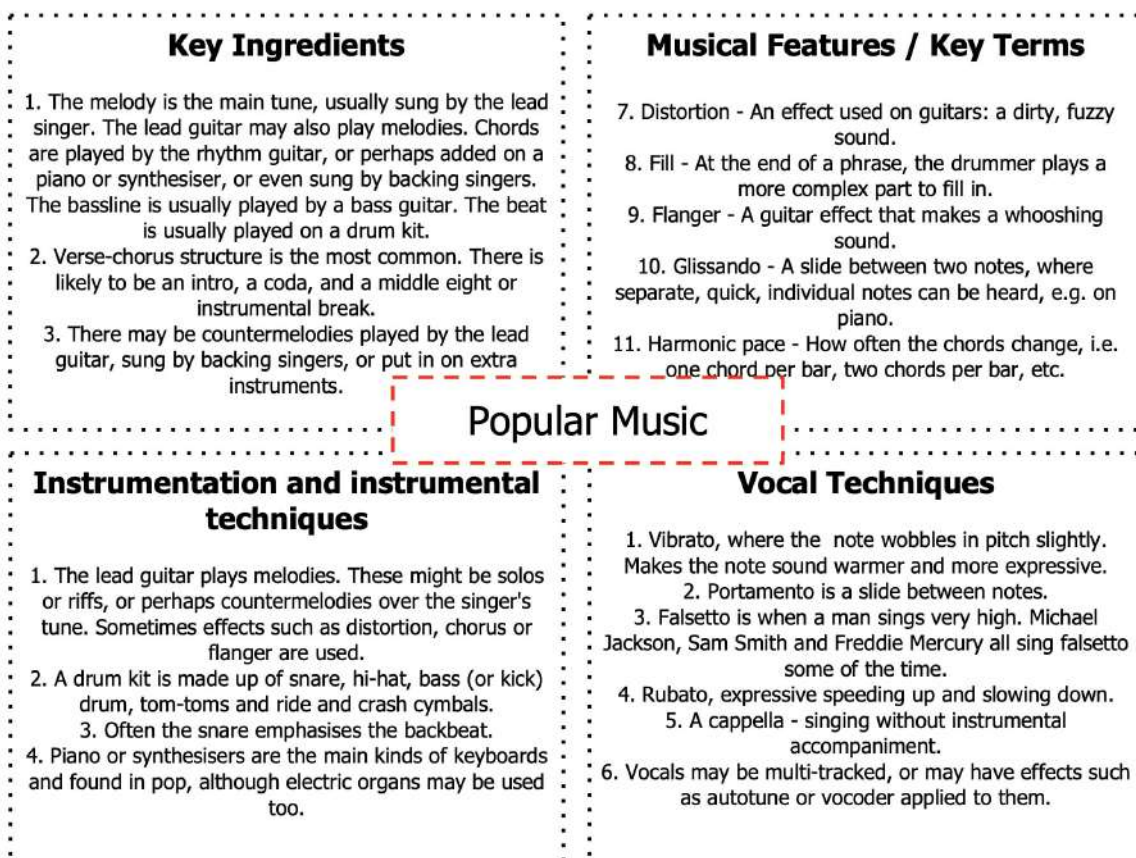 Key Ingredients
1. The melody is the main tune, usually sung by the lead
singer. The lead guitar may also play melodies. Chords
are played by the rhythm guitar, or perhaps added on a
piano or synthesiser, or even sung by backing singers.
The bassline is usually played by a bass guitar. The beat
is usually played on a drum kit.
2. Verse-chorus structure is the most common. There is
likely to be an intro, a coda, and a middle eight or
instrumental break.
3. There may be countermelodies played by the lead
guitar, sung by backing singers, or put in on extra
instruments.
Musical Features / Key Terms
7. Distortion - An effect used on guitars: a dirty, fuzzy
sound.
8. Fill - At the end of a phrase, the drummer plays a
more complex part to fill in.
9. Flanger - A guitar effect that makes a whooshing
sound.
10. Glissando - A slide between two notes, where
separate, quick, individual notes can be heard, e.g. on
piano.
11. Harmonic pace - How often the chords change, i.e.
one chord per bar, two chords per bar, etc.
Popular Music
Instrumentation and instrumental
techniques
1. The lead guitar plays melodies. These might be solos
or riffs, or perhaps countermelodies over the singer's
tune. Sometimes effects such as distortion, chorus or
flanger are used.
2. A drum kit is made up of snare, hi-hat, bass (or kick)
drum, tom-toms and ride and crash cymbals.
3. Often the snare emphasises the backbeat.
4. Piano or synthesisers are the main kinds of keyboards
and found in pop, although electric organs may be used
too.
Vocal Techniques
1. Vibrato, where the note wobbles in pitch slightly.
Makes the note sound warmer and more expressive.
2. Portamento is a slide between notes.
3. Falsetto is when a man sings very high. Michael
Jackson, Sam Smith and Freddie Mercury all sing falsetto
some of the time.
4. Rubato, expressive speeding up and slowing down.
5. A cappella - singing without instrumental
accompaniment.
6. Vocals may be multi-tracked, or may have effects such
as autotune or vocoder applied to them.